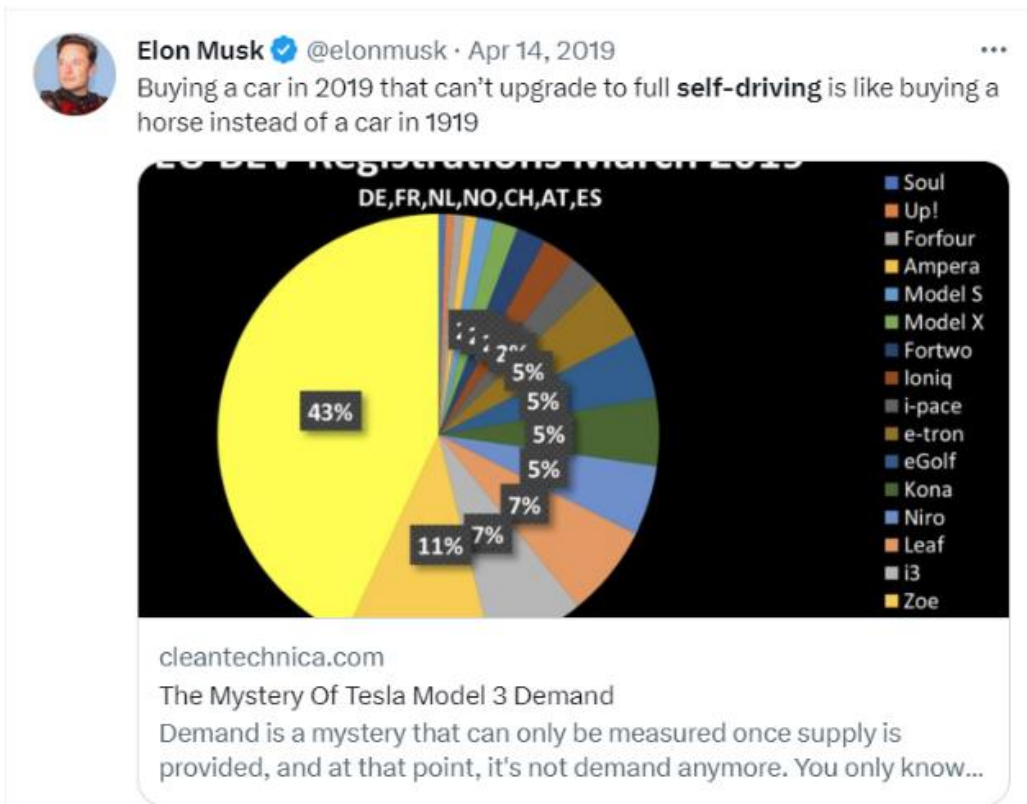 Elon Musk @elonmusk · Apr 14, 2019
Buying a car in 2019 that can’t upgrade to full self-driving is like buying a
horse instead of a car in 1919
DE,FR,NL,NO,CH,AT,ES
43%
2%
5%
5%
5%
5%
7%
7%
11%
Soul
Up!
Forfour
Ampera
Model S
Model X
Fortwo
Ioniq
i-pace
e-tron
eGolf
Kona
Niro
Leaf
i3
Zoe
cleantechnica.com
The Mystery Of Tesla Model 3 Demand
Demand is a mystery that can only be measured once supply is
provided, and at that point, it's not demand anymore. You only know...